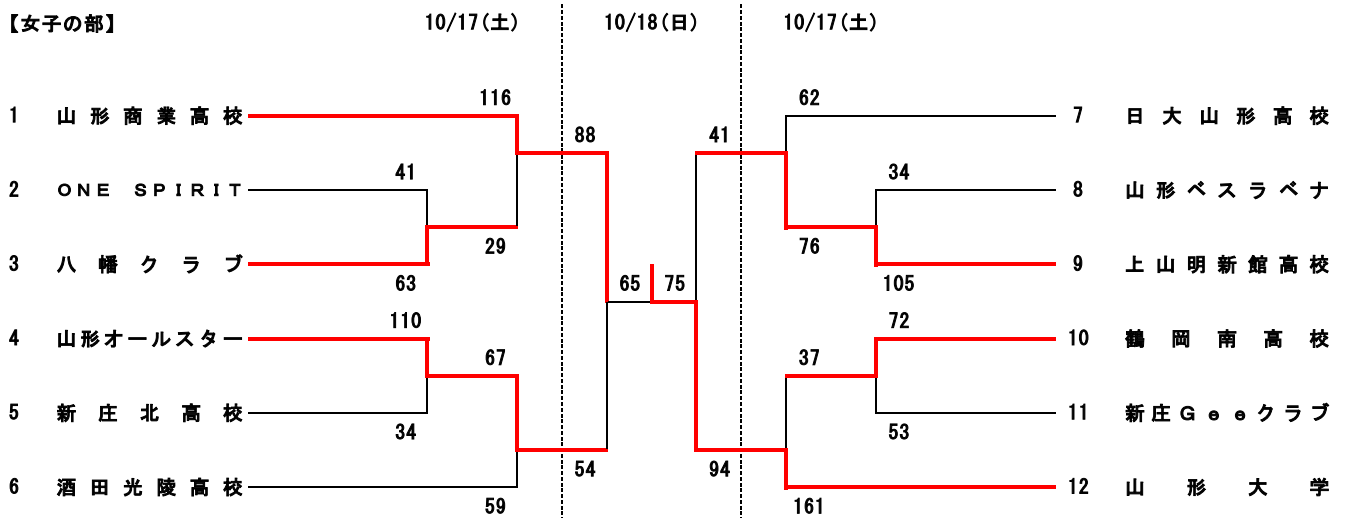 【女子の部】 10/17(土) 10/18(日) 10/17(土)
116 62
1 山形商業高校 7 日大山形高校
88 41
41 34
2 ONE SPIRIT 8 山形ベスラベナ
29 76
3 八幡クラブ 9 上山明新館高校
63 65 75 105
110 72
4 山形オールスター 10 鶴岡南高校
67 37
5 新庄北高校 11 新庄Geeクラブ
34 53
54 94
6 酒田光陵高校 12 山形大学
59 161